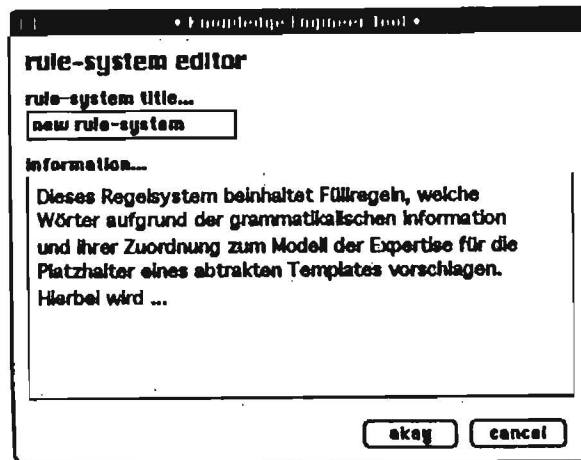 • Knowledge Engineer Tool •
rule-system editor
rule-system title...
new rule-system
information...
Dieses Regelsystem beinhaltet Füllregeln, welche
Wörter aufgrund der grammatikalischen Information
und ihrer Zuordnung zum Modell der Expertise für die
Platzhalter eines abtrakten Templates vorschlagen.
Hierbei wird ...
okay cancel